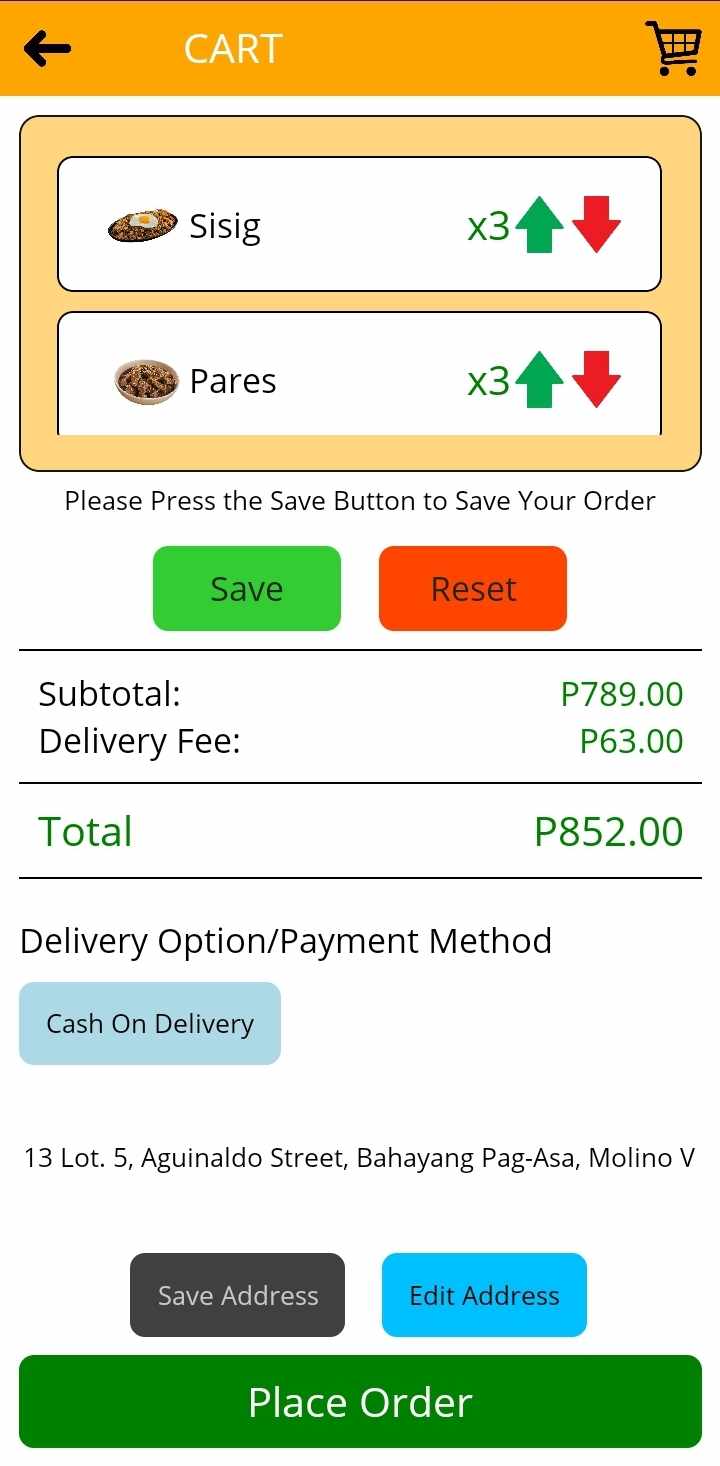 CART
Sisig x3
Pares x3
Please Press the Save Button to Save Your Order
Save Reset
Subtotal: P789.00
Delivery Fee: P63.00
Total P852.00
Delivery Option/Payment Method
Cash On Delivery
13 Lot. 5, Aguinaldo Street, Bahayang Pag-Asa, Molino V
Save Address Edit Address
Place Order